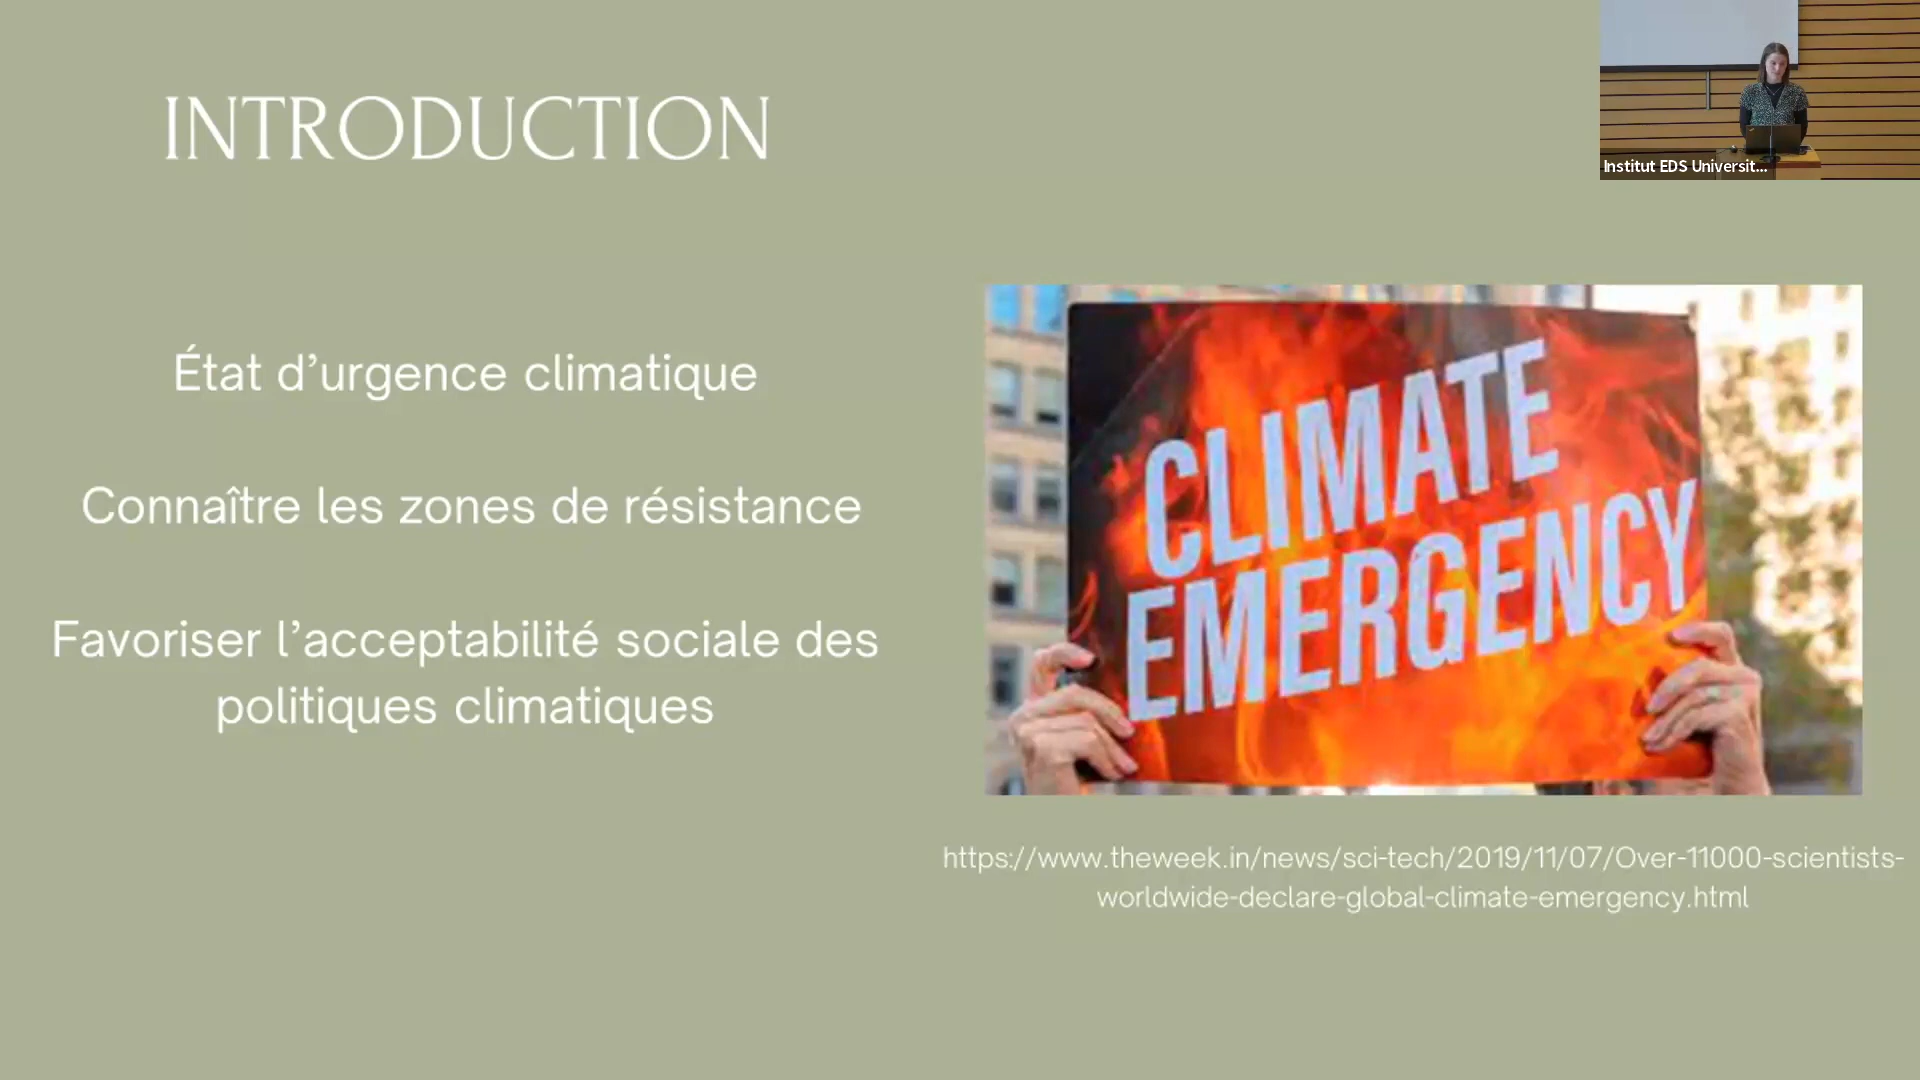 INTRODUCTION
Institut EDS Universit...
État d’urgence climatique
Connaître les zones de résistance
Favoriser l’acceptabilité sociale des
politiques climatiques
CLIMATE
EMERGENCY
https://www.theweek.in/news/sci-tech/2019/11/07/Over-11000-scientists-
worldwide-declare-global-climate-emergency.html